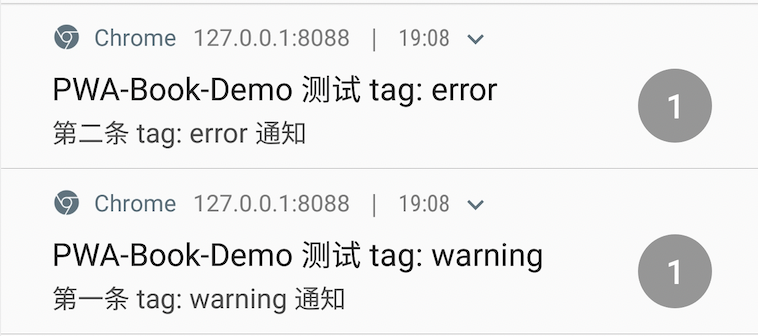 Chrome 127.0.0.1:8088 | 19:08
PWA-Book-Demo 测试 tag: error
1
第二条 tag: error 通知
Chrome 127.0.0.1:8088 | 19:08
PWA-Book-Demo 测试 tag: warning
1
第一条 tag: warning 通知